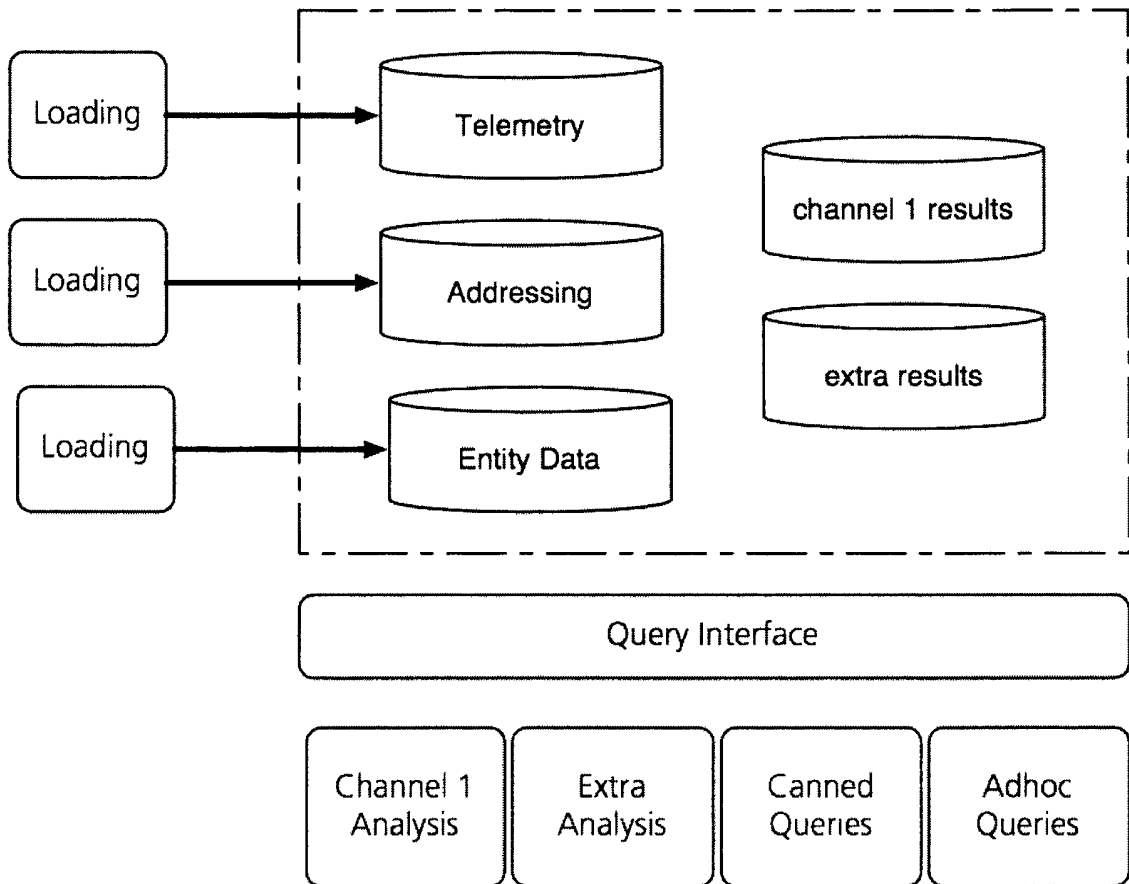 Loading
Telemetry
channel 1 results
Loading
Addressing
extra results
Loading
Entity Data
Query Interface
Channel 1
Analysis
Extra
Analysis
Canned
Queries
Adhoc
Queries